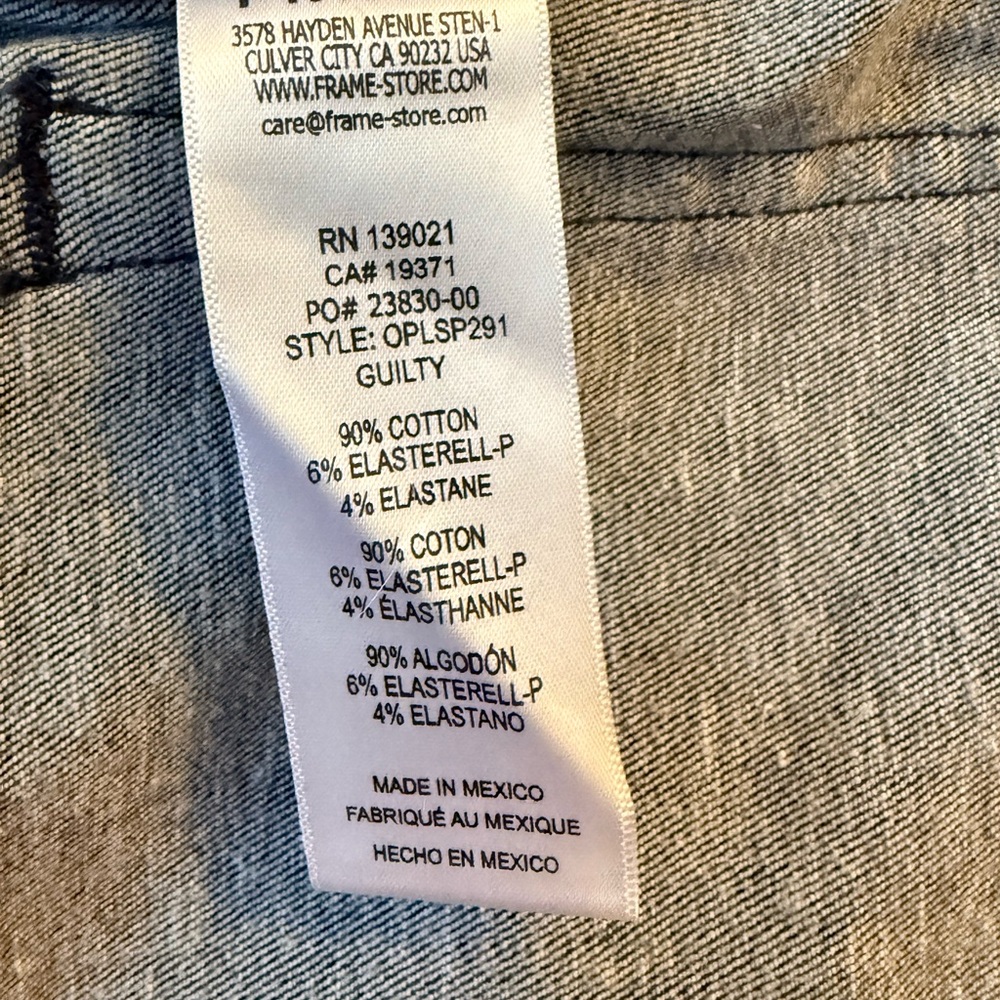 3578 HAYDEN AVENUE STEN-1
CULVER CITY CA 90232 USA
WWW.FRAME-STORE.COM
care@frame-store.com
RN 139021
CA# 19371
PO# 23830-00
STYLE: OPLSP291
GUILTY
90% COTTON
6% ELASTERELL-P
4% ELASTANE
90% COTON
6% ELASTERELL-P
4% ÉLASTHANNE
90% ALGODÓN
6% ELASTERELL-P
4% ELASTANO
MADE IN MEXICO
FABRIQUÉ AU MEXIQUE
HECHO EN MEXICO